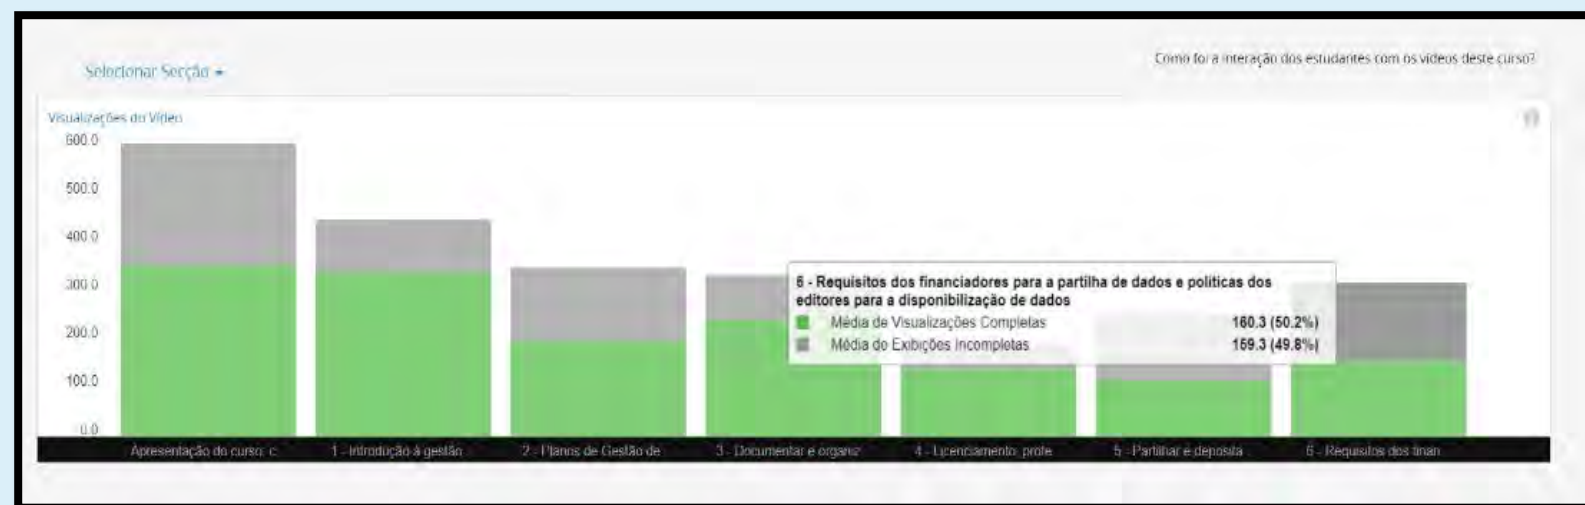 Selecionar Secção
Como foi a interação dos estudantes com os vídeos deste curso?
Visualizações do Vídeo
600.0
500.0
400.0
300.0
200.0
100.0
0.0
6 - Requisitos dos financiadores para a partilha de dados e políticas dos
editores para a disponibilização de dados
Média de Visualizações Completas 160.3 (50.2%)
Média de Exibições Incompletas 159.3 (49.8%)
Apresentação do curso: c
1 - Introdução à gestão
2 - Planos de Gestão de
3 - Documentar e organiz
4 - Licenciamento, prote
5 - Partilhar e deposita
6 - Requisitos dos finan